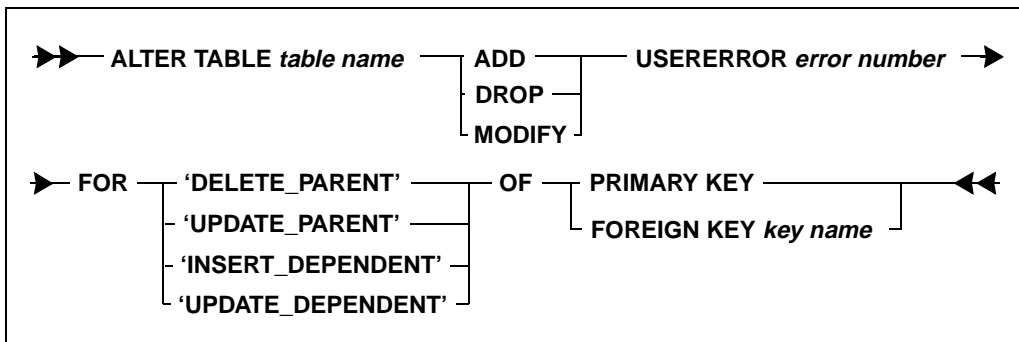 ALTER TABLE table name ADD USERERROR error number
DROP
MODIFY
FOR ‘DELETE_PARENT’ OF PRIMARY KEY
‘UPDATE_PARENT’ FOREIGN KEY key name
‘INSERT_DEPENDENT’
‘UPDATE_DEPENDENT’